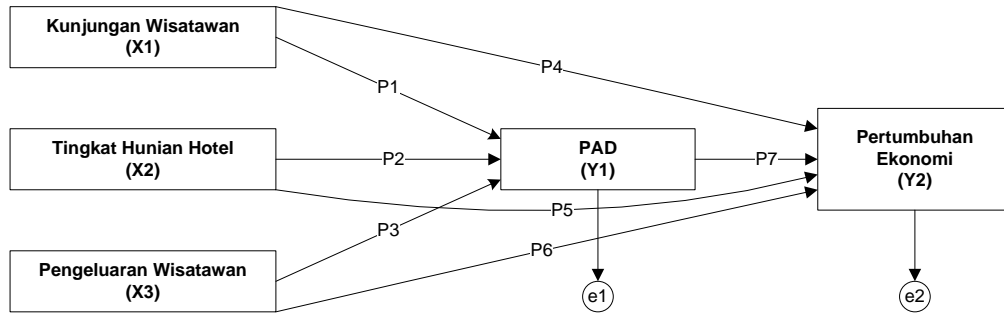 Kunjungan Wisatawan
(X1)
P4
P1
Tingkat Hunian Hotel
(X2)
P2
PAD
(Y1)
P7
Pertumbuhan
Ekonomi
(Y2)
P5
P3
P6
Pengeluaran Wisatawan
(X3)
e1
e2